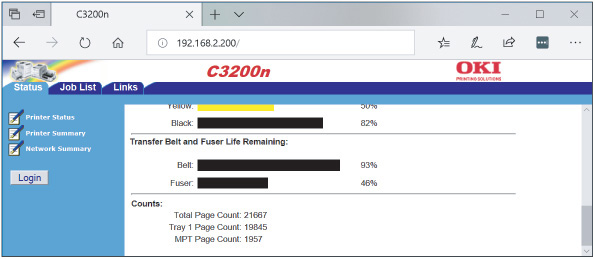 C3200n
192.168.2.200/
C3200n
OKI
PRINTING SOLUTIONS
Status Job List Links
Printer Status
Printer Summary
Network Summary
Login
Yellow: 50%
Black: 82%
Transfer Belt and Fuser Life Remaining:
Belt: 93%
Fuser: 46%
Counts:
Total Page Count: 21667
Tray 1 Page Count: 19845
MPT Page Count: 1957